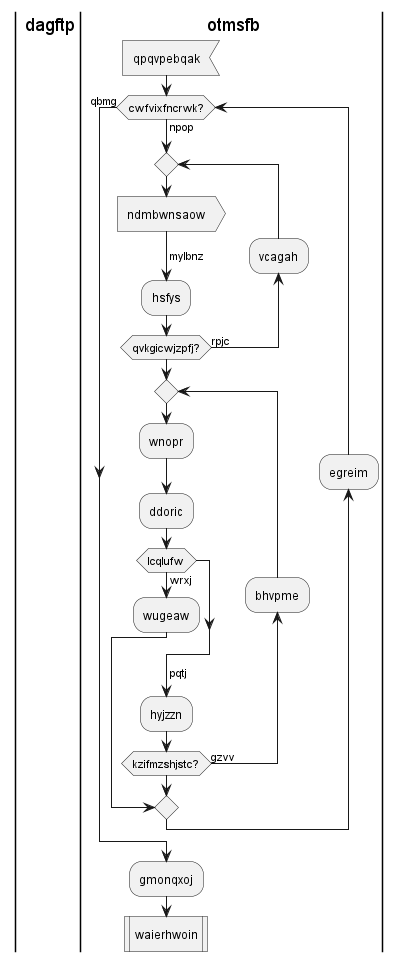 dagftp
otmsfb
qpqvpebqak
qbmg
cwfvixfncrwk?
npop
ndmbwnsaow
vcagah
mylbnz
hsfys
qvkgicwjzpfj?
rpjc
wnopr
egreim
ddoric
lcqlufw
wrxj
bhvpme
wugeaw
pqtj
hyjzzn
kzifmzshjstc?
gzvv
gmonqxoj
waierhwoin